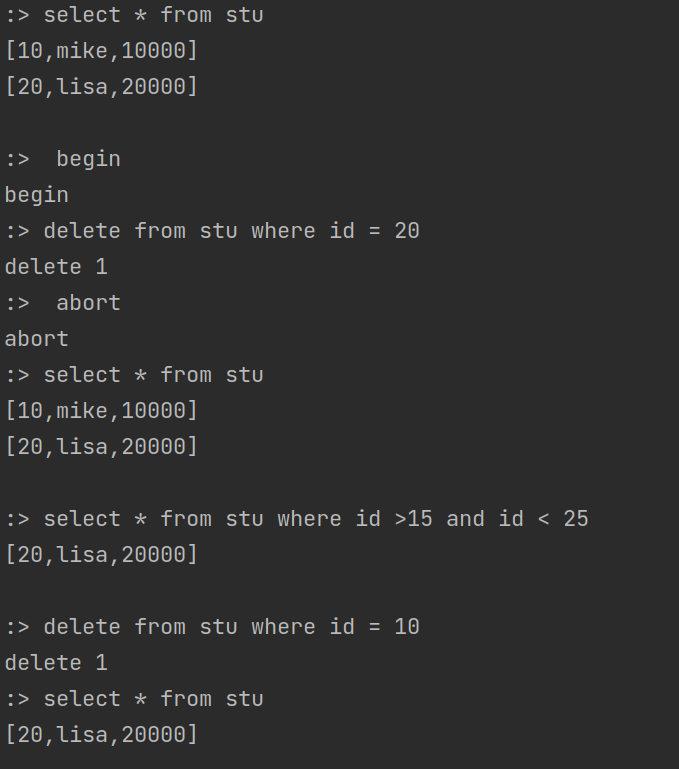 :> select * from stu
[10,mike,10000]
[20,lisa,20000]
:>  begin
begin
:> delete from stu where id = 20
delete 1
:>  abort
abort
:> select * from stu
[10,mike,10000]
[20,lisa,20000]
:> select * from stu where id >15 and id < 25
[20,lisa,20000]
:> delete from stu where id = 10
delete 1
:> select * from stu
[20,lisa,20000]